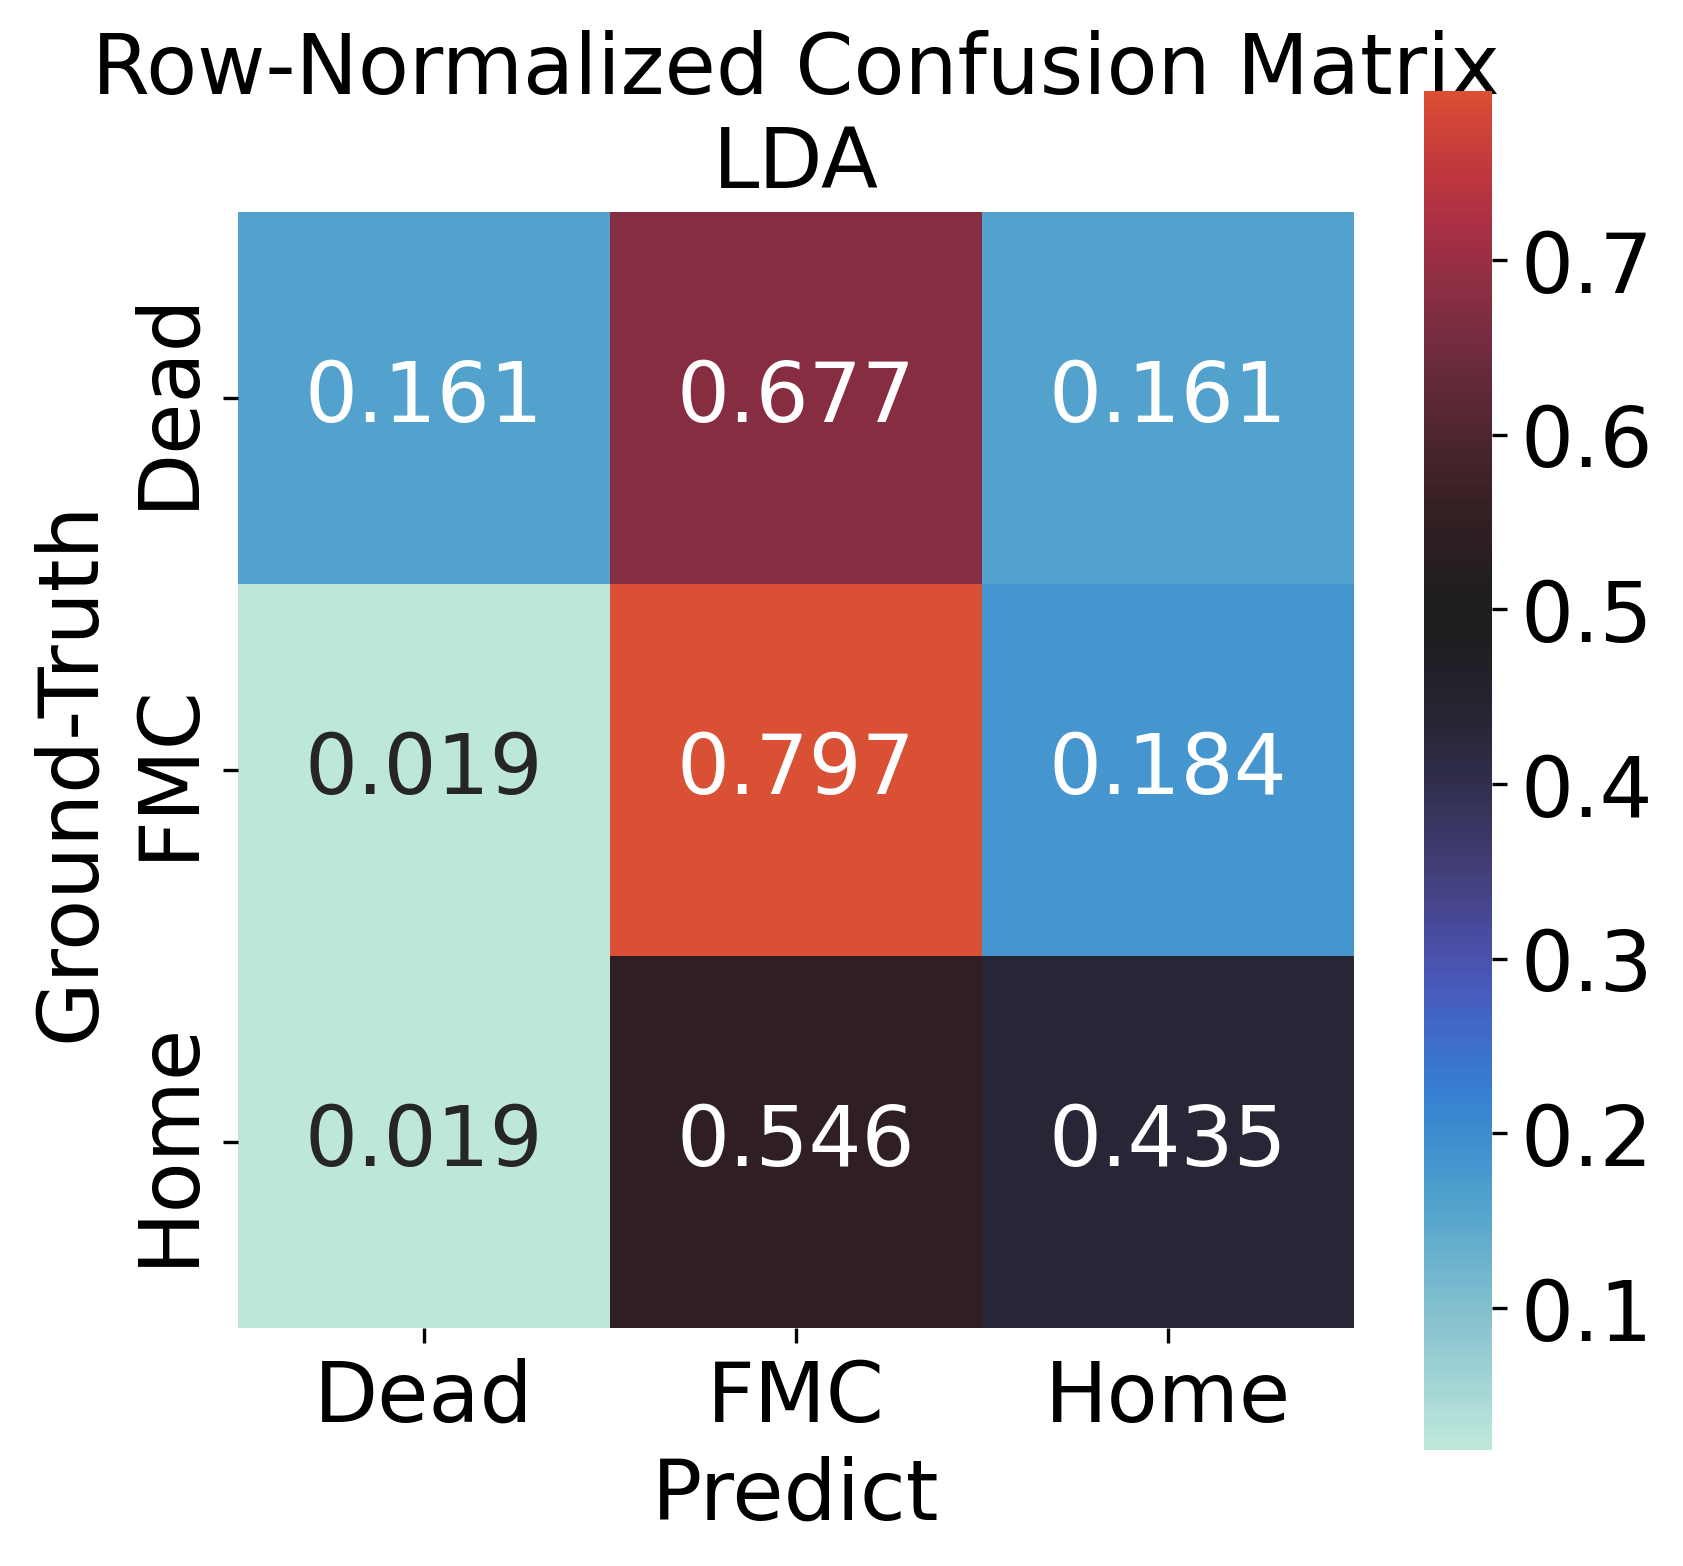 Row-Normalized Confusion Matrix
LDA
Ground-Truth
Dead
0.161 0.677 0.161
FMC
0.019 0.797 0.184
Home
0.019 0.546 0.435
Dead FMC Home
Predict
0.7
0.6
0.5
0.4
0.3
0.2
0.1